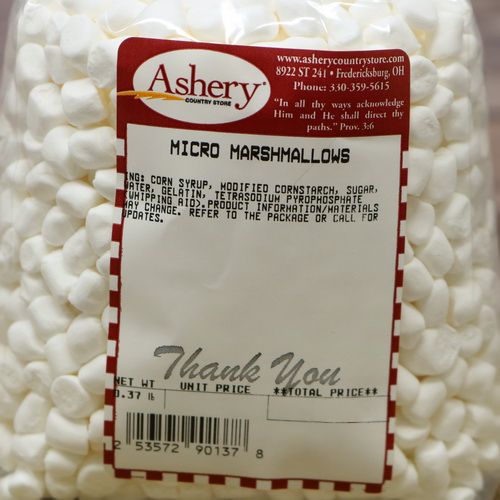 Ashery
COUNTRY STORE
www.asherycountrystore.com
8922 ST 241 • Fredericksburg, OH
Phone: 330-359-5615
"In all thy ways acknowledge
Him and He shall direct thy
paths." Prov. 3:6
MICRO MARSHMALLOWS
ING: CORN SYRUP, MODIFIED CORNSTARCH, SUGAR,
WATER, GELATIN, TETRASODIUM PYROPHOSPHATE
(WHIPPING AID).PRODUCT INFORMATION/MATERIALS
MAY CHANGE. REFER TO THE PACKAGE OR CALL FOR
UPDATES.
Thank You
NET WT UNIT PRICE **TOTAL PRICE**
0.37 lb
2 53572 90137 8